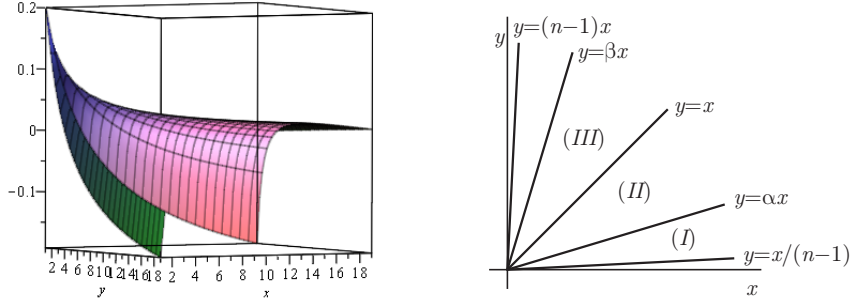 0.2
0.1
0
−0.1
2 4 6 8 10 12 14 16 18
y
2 4 6 8 10 12 14 16 18
x
y
y=(n−1)x
y=βx
y=x
(III)
(II)
y=αx
(I)
y=x/(n−1)
x